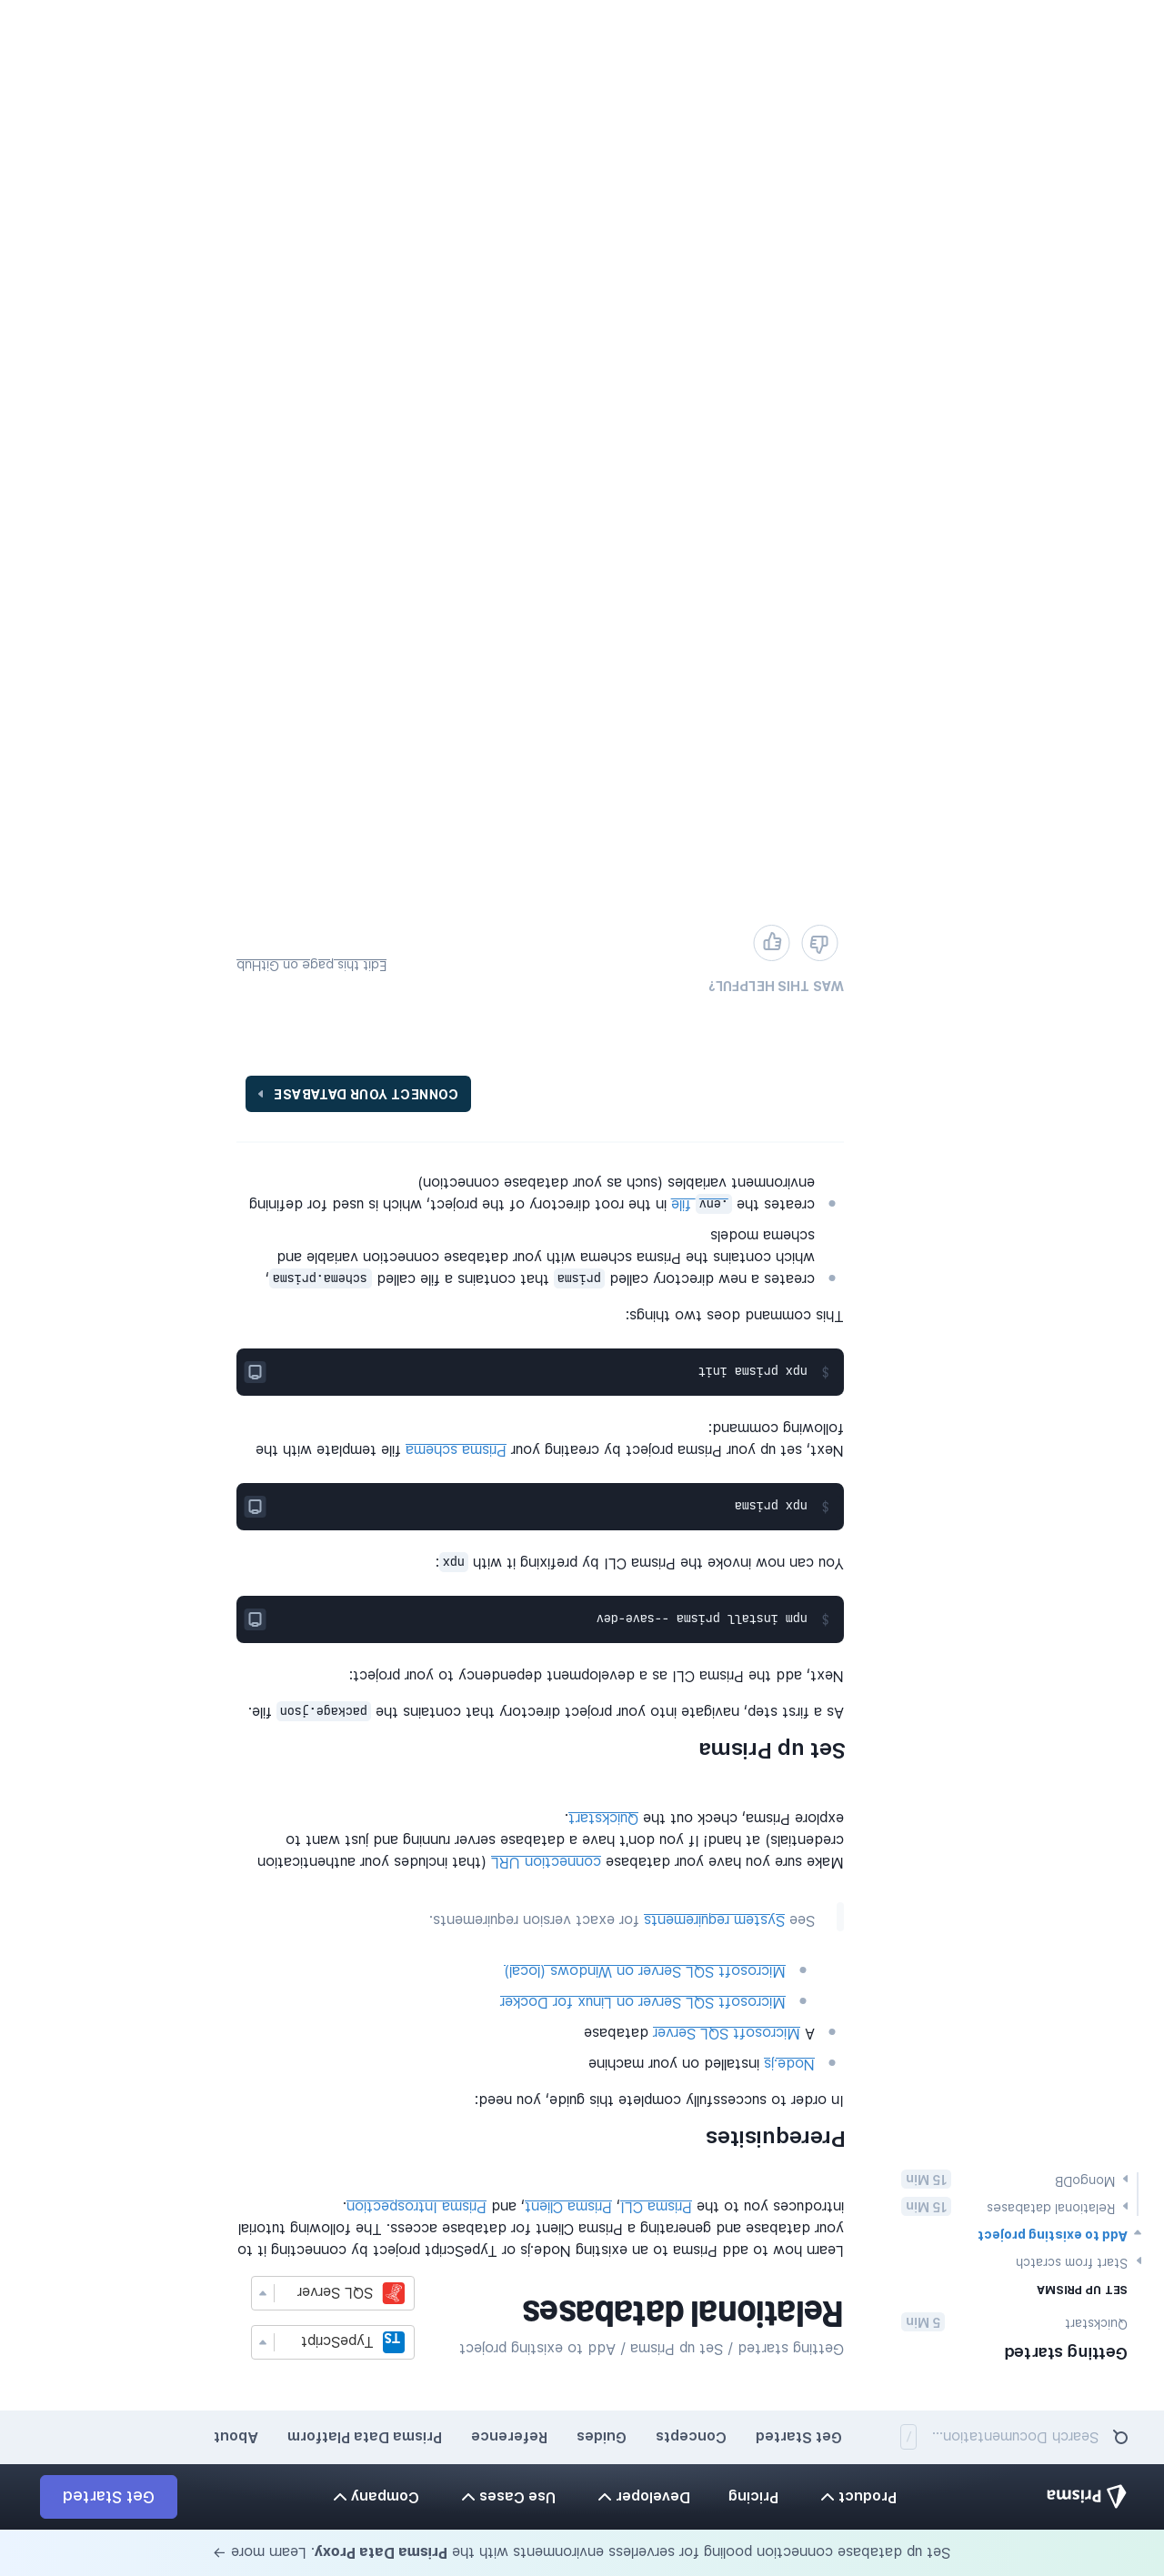 Set up database connection pooling for serverless environments with the Prisma Data Proxy. Learn more →
Prisma
Product
Pricing
Developer
Use Cases
Company
Get Started
Search Documentation... /
Get Started
Concepts
Guides
Reference
Prisma Data Platform
About
Getting started
Quickstart 5 Min
SET UP PRISMA
Start from scratch
Add to existing project
Relational databases 15 Min
MongoDB 15 Min
Getting started / Set up Prisma / Add to existing project
Relational databases
TS TypeScript
SQL Server
Learn how to add Prisma to an existing Node.js or TypeScript project by connecting it to
your database and generating a Prisma Client for database access. The following tutorial
introduces you to the Prisma CLI, Prisma Client, and Prisma Introspection.
Prerequisites
In order to successfully complete this guide, you need:
Node.js installed on your machine
A Microsoft SQL Server database
Microsoft SQL Server on Linux for Docker
Microsoft SQL Server on Windows (local)
See System requirements for exact version requirements.
Make sure you have your database connection URL (that includes your authentication
credentials) at hand! If you don't have a database server running and just want to
explore Prisma, check out the Quickstart.
Set up Prisma
As a first step, navigate into your project directory that contains the package.json file.
Next, add the Prisma CLI as a development dependency to your project:
$ npm install prisma --save-dev
You can now invoke the Prisma CLI by prefixing it with npx:
$ npx prisma
Next, set up your Prisma project by creating your Prisma schema file template with the
following command:
$ npx prisma init
This command does two things:
creates a new directory called prisma that contains a file called schema.prisma,
which contains the Prisma schema with your database connection variable and
schema models
creates the .env file in the root directory of the project, which is used for defining
environment variables (such as your database connection)
CONNECT YOUR DATABASE
WAS THIS HELPFUL?
Edit this page on GitHub